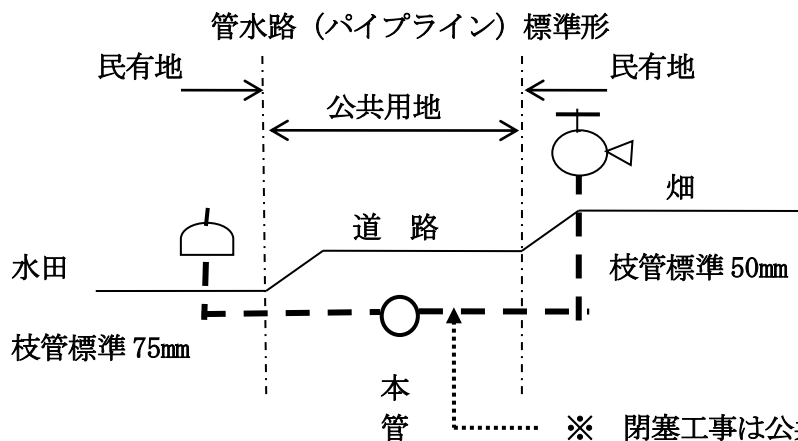 管水路（パイプライン）標準形
民有地
民有地
公共用地
畑
道　路
水田
枝管標準 50mm
枝管標準 75mm
本
管
※　閉塞工事は公